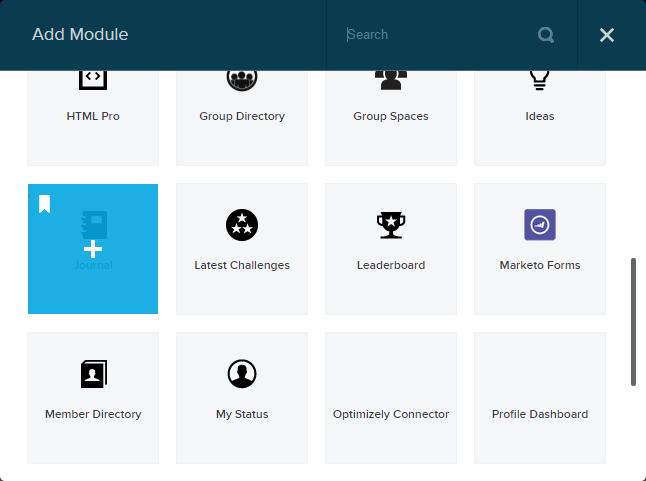 Add Module
Search
HTML Pro
Group Directory
Group Spaces
Ideas
Journal
Latest Challenges
Leaderboard
Marketo Forms
Member Directory
My Status
Optimizely Connector
Profile Dashboard